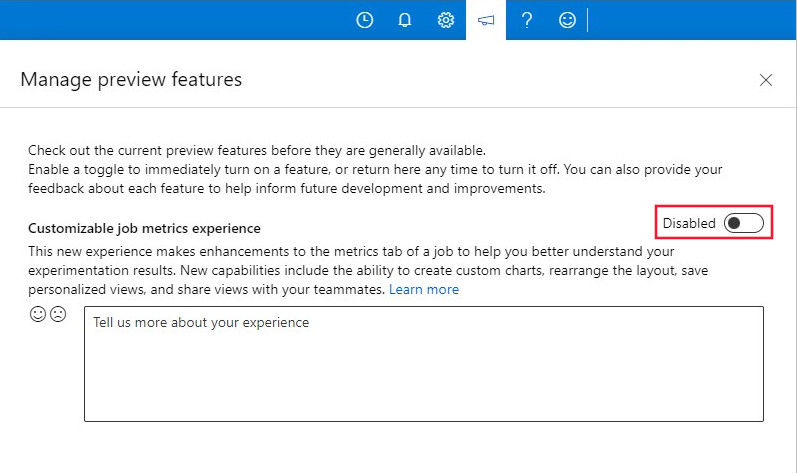 ?
Manage preview features
Check out the current preview features before they are generally available.
Enable a toggle to immediately turn on a feature, or return here any time to turn it off. You can also provide your
feedback about each feature to help inform future development and improvements.
Disabled
Customizable job metrics experience
This new experience makes enhancements to the metrics tab of a job to help you better understand your
experimentation results. New capabilities include the ability to create custom charts, rearrange the layout, save
personalized views, and share views with your teammates. Learn more
Tell us more about your experience